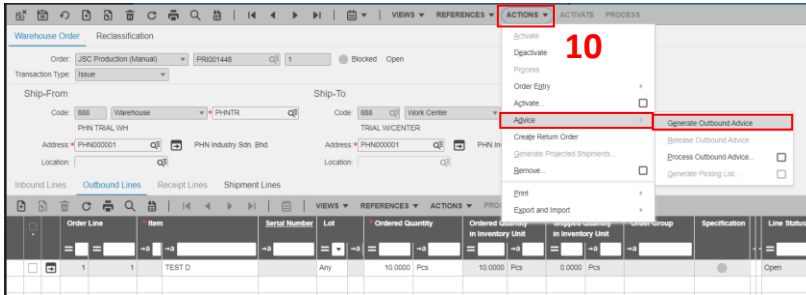 VIEWS REFERENCES ACTIONS ACTIVATE PROCESS
Warehouse Order Reclassification
Order: JSC Production (Manual) PRI001448 1 Blocked Open
Transaction Type: Issue
Ship-From Ship-To
Code: 888 Warehouse * PHNTR Code: 888 Work Center
PHN TRIAL WH TRIAL W/CENTER
Address:* PHN000001 PHN Industry Sdn. Bhd. Address:* PHN000001 PHN In
Location: Location:
Activate
Deactivate
Process
Order Entry
Activate...
Advice
Create Return Order
Generate Projected Shipments...
Remove...
Print
Export and Import
10
Generate Outbound Advice
Release Outbound Advice
Process Outbound Advice...
Generate Picking List...
Inbound Lines Outbound Lines Receipt Lines Shipment Lines
VIEWS REFERENCES ACTIONS PRO
Order Line * Item Serial Number Lot * Ordered Quantity Ordered Quantity in Inventory Unit Shipped Quantity in Inventory Unit Order Group Specification Line Status
1 1 TEST D Any 10.0000 Pcs 10.0000 Pcs 0.0000 Pcs Open